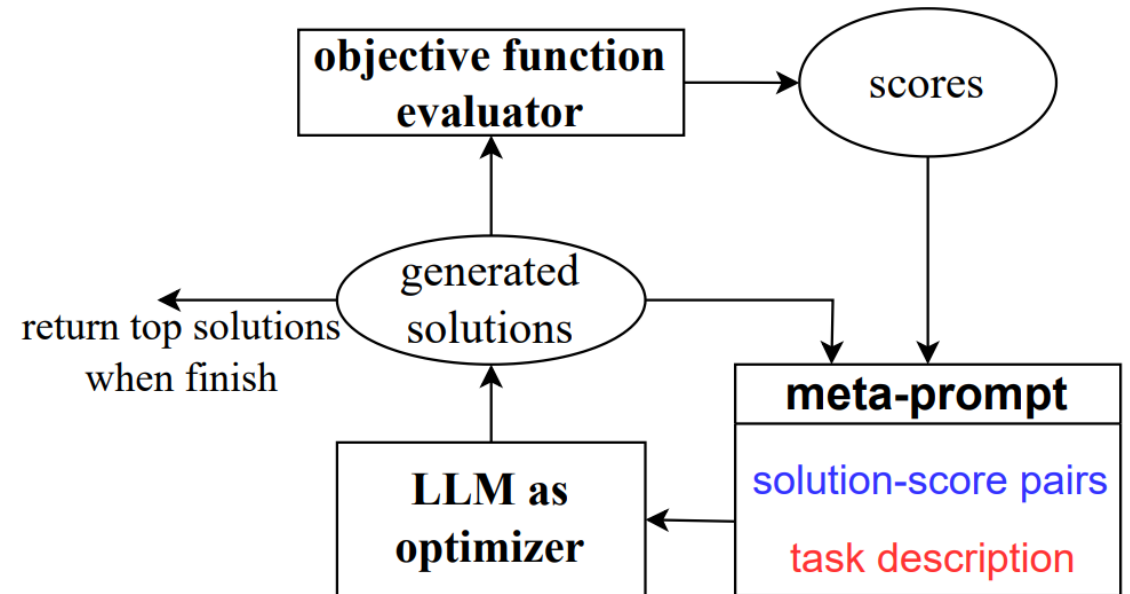 objective function
evaluator
scores
generated
solutions
return top solutions
when finish
meta-prompt
solution-score pairs
task description
LLM as
optimizer